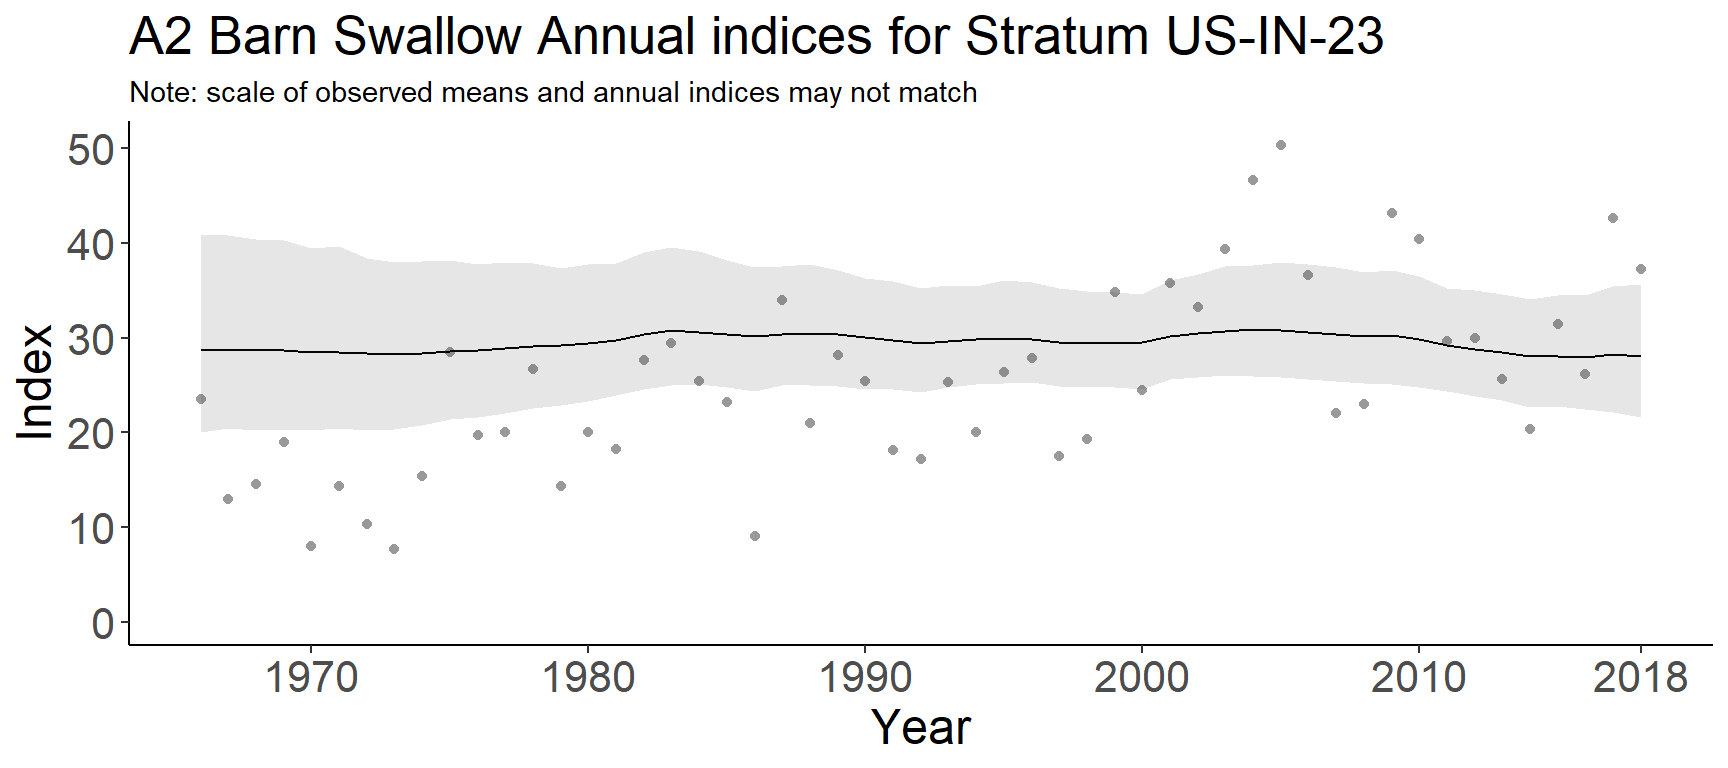 A2 Barn Swallow Annual indices for Stratum US-IN-23
Note: scale of observed means and annual indices may not match
50
40
30
20
10
0
Index
1970 1980 1990 2000 2010 2018
Year